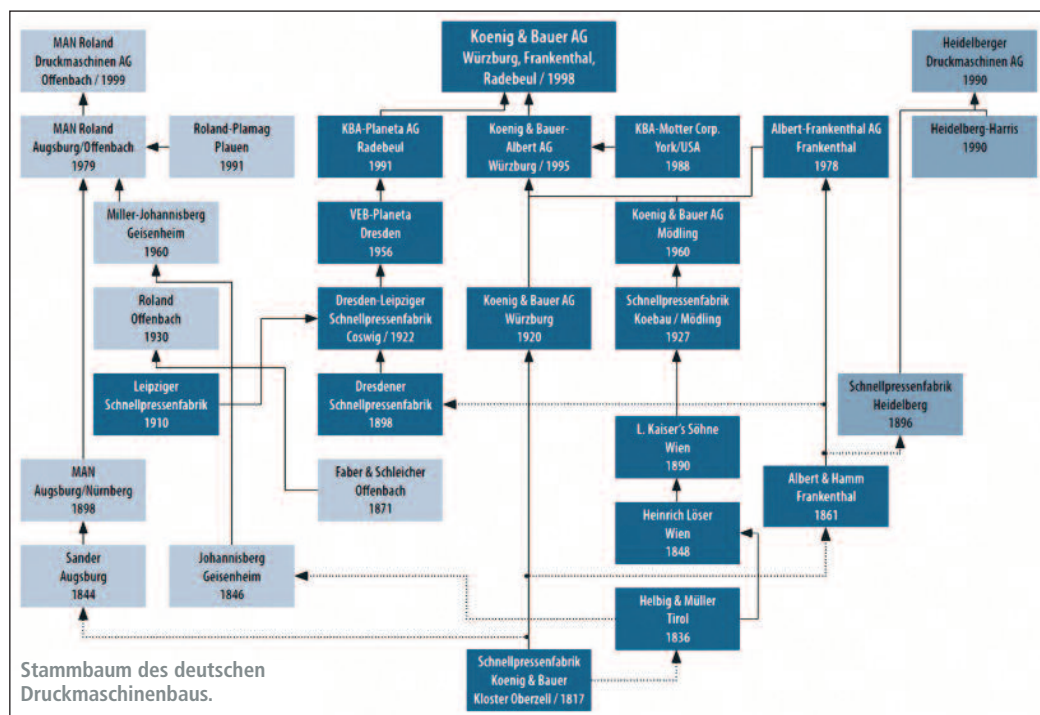 MAN Roland
Druckmaschinen AG
Offenbach / 1999
Koenig & Bauer AG
Würzburg, Frankenthal,
Radebeul / 1998
Heidelberger
Druckmaschinen AG
1990
MAN Roland
Augsburg/Offenbach
1979
Roland-Plamag
Plauen
1991
KBA-Planeta AG
Radebeul
1991
Koenig & Bauer-
Albert AG
Würzburg / 1995
KBA-Motter Corp.
York/USA
1988
Albert-Frankenthal AG
Frankenthal
1978
Heidelberg-Harris
1990
Miller-Johannisberg
Geisenheim
1960
VEB-Planeta
Dresden
1956
Koenig & Bauer AG
Mödling
1960
Roland
Offenbach
1930
Dresden-Leipziger
Schnellpressenfabrik
Coswig / 1922
Koenig & Bauer AG
Würzburg
1920
Schnellpressenfabrik
Koebau / Mödling
1927
Leipziger
Schnellpressenfabrik
1910
Dresdener
Schnellpressenfabrik
1898
Schnellpressenfabrik
Heidelberg
1896
L. Kaiser's Söhne
Wien
1890
MAN
Augsburg/Nürnberg
1898
Faber & Schleicher
Offenbach
1871
Albert & Hamm
Frankenthal
1861
Heinrich Löser
Wien
1848
Sander
Augsburg
1844
Johannisberg
Geisenheim
1846
Helbig & Müller
Tirol
1836
Schnellpressenfabrik
Koenig & Bauer
Kloster Oberzell / 1817
Stammbaum des deutschen
Druckmaschinenbaus.